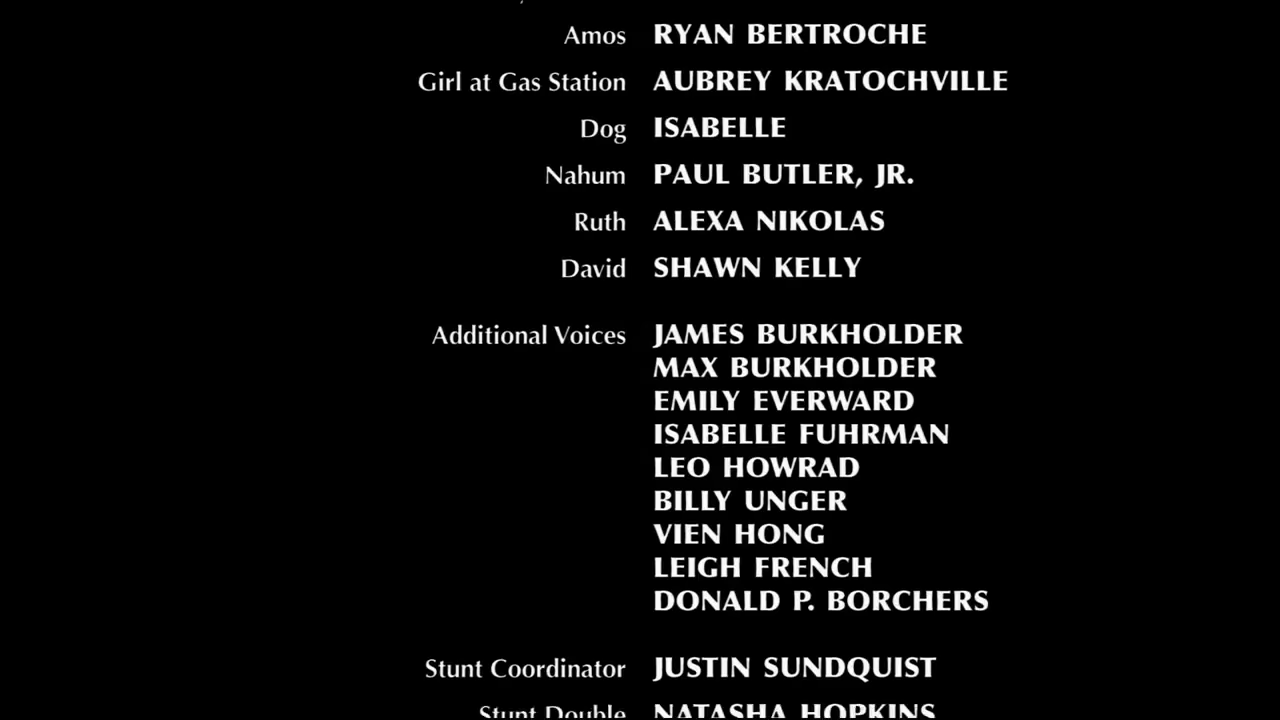 Amos RYAN BERTROCHE
Girl at Gas Station AUBREY KRATOCHVILLE
Dog ISABELLE
Nahum PAUL BUTLER, JR.
Ruth ALEXA NIKOLAS
David SHAWN KELLY
Additional Voices JAMES BURKHOLDER
MAX BURKHOLDER
EMILY EVERWARD
ISABELLE FUHRMAN
LEO HOWRAD
BILLY UNGER
VIEN HONG
LEIGH FRENCH
DONALD P. BORCHERS
Stunt Coordinator JUSTIN SUNDQUIST
Stunt Double NATASHA HOPKINS